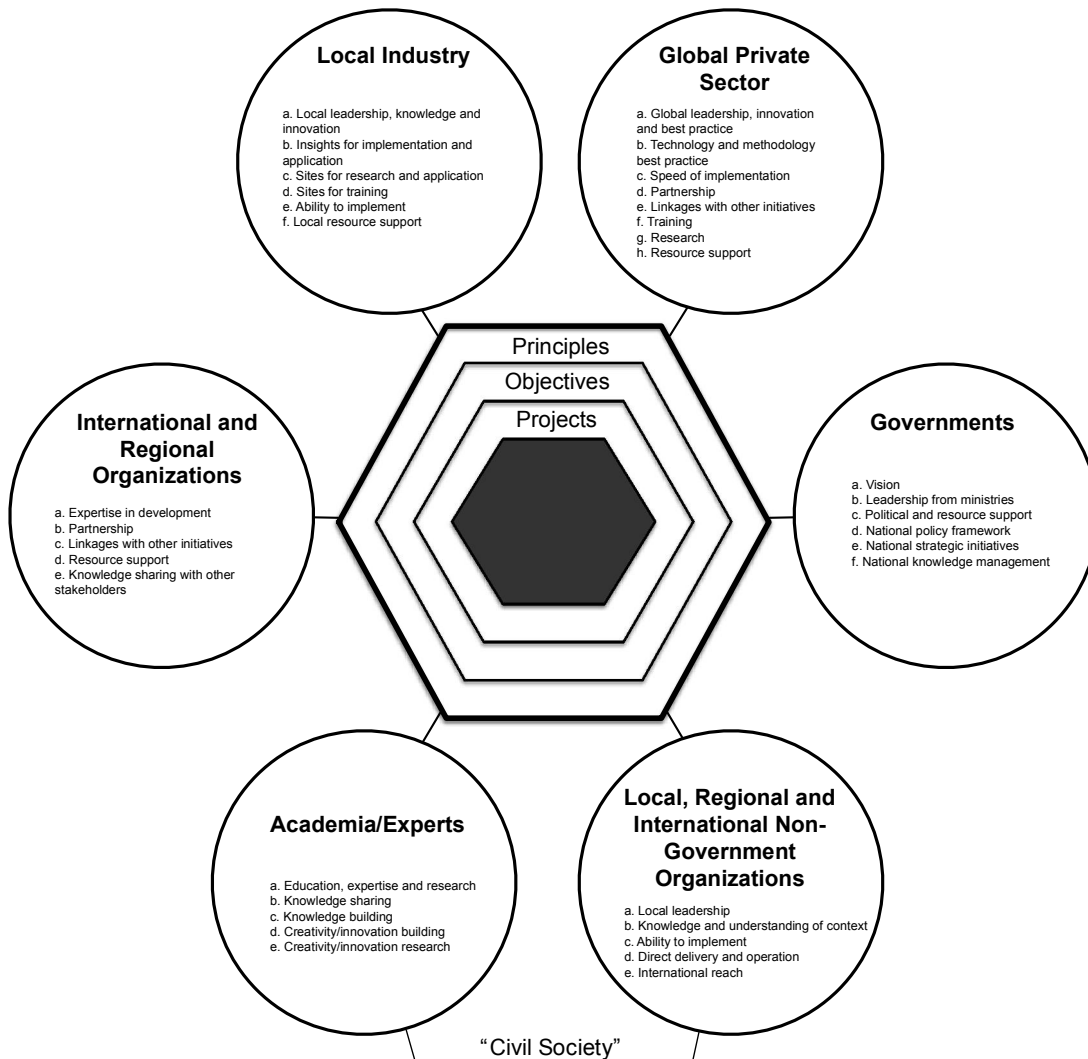 Local Industry
a. Local leadership, knowledge and
innovation
b. Insights for implementation and
application
c. Sites for research and application
d. Sites for training
e. Ability to implement
f. Local resource support
Global Private
Sector
a. Global leadership, innovation
and best practice
b. Technology and methodology
best practice
c. Speed of implementation
d. Partnership
e. Linkages with other initiatives
f. Training
g. Research
h. Resource support
Principles
Objectives
Projects
International and
Regional
Organizations
a. Expertise in development
b. Partnership
c. Linkages with other initiatives
d. Resource support
e. Knowledge sharing with other
stakeholders
Governments
a. Vision
b. Leadership from ministries
c. Political and resource support
d. National policy framework
e. National strategic initiatives
f. National knowledge management
Academia/Experts
a. Education, expertise and research
b. Knowledge sharing
c. Knowledge building
d. Creativity/innovation building
e. Creativity/innovation research
Local, Regional and
International Non-
Government
Organizations
a. Local leadership
b. Knowledge and understanding of context
c. Ability to implement
d. Direct delivery and operation
e. International reach
“Civil Society”